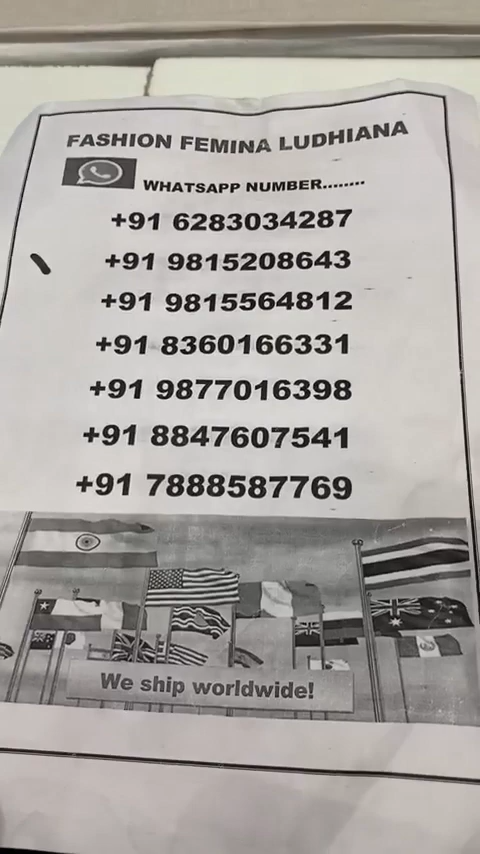 FASHION FEMINA LUDHIANA
WHATSAPP NUMBER........
+91 6283034287
+91 9815208643
+91 9815564812
+91 8360166331
+91 9877016398
+91 8847607541
+91 7888587769
We ship worldwide!